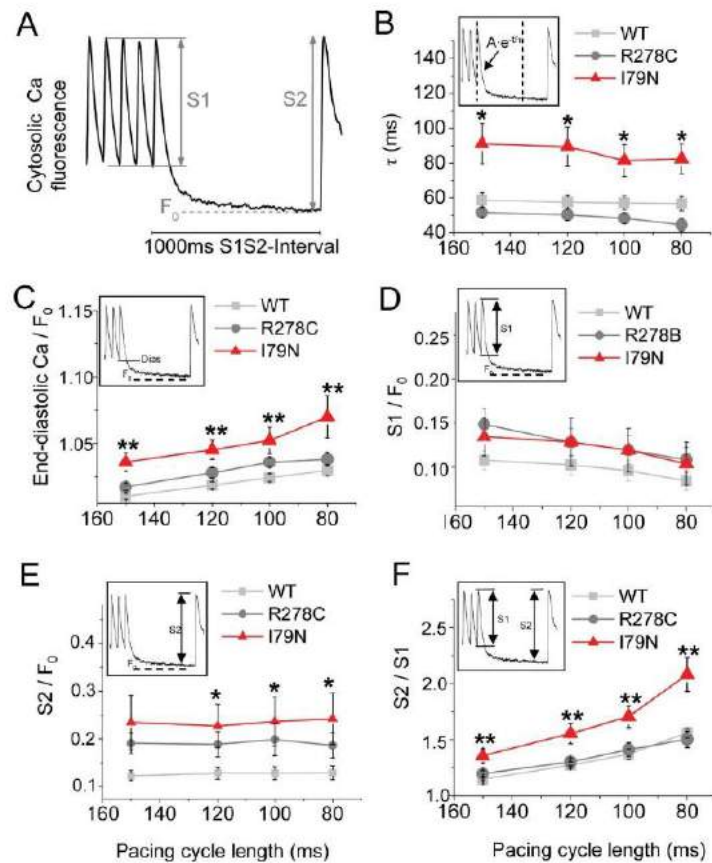 A
Cytosolic Ca
fluorescence
S1
S2
F0
1000ms S1S2-Interval
B
WT
R278C
I79N
A·e-t/τ
τ (ms)
160 140 120 100 80 60 40
* * * *
160 140 120 100 80
C
WT
R278C
I79N
Dias
F0
End-diastolic Ca / F0
1.15
1.10
1.05
** ** ** **
160 140 120 100 80
D
WT
R278B
I79N
S1
F0
S1 / F0
0.25
0.20
0.15
0.10
160 140 120 100 80
E
WT
R278C
I79N
S2
S2 / F0
0.4
0.3
0.2
0.1
* * *
160 140 120 100 80
Pacing cycle length (ms)
F
WT
R278C
I79N
S1 S2
S2 / S1
2.5
2.0
1.5
1.0
** ** ** **
160 140 120 100 80
Pacing cycle length (ms)